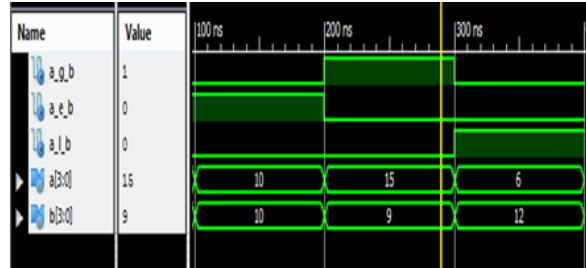 Name Value 100 ns 200 ns 300 ns
a_g_b 1
a_e_b 0
a_l_b 0
a[3:0] 15 10 15 6
b[3:0] 9 10 9 12